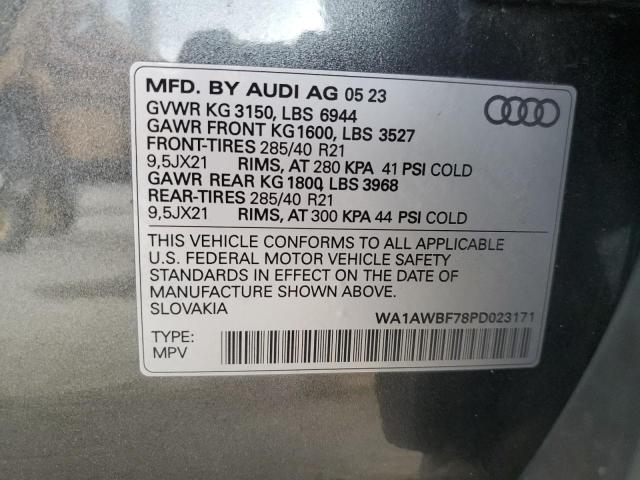 MFD. BY AUDI AG 05 23
GVWR KG 3150, LBS 6944
GAWR FRONT KG1600, LBS 3527
FRONT-TIRES 285/40 R21
9,5JX21 RIMS, AT 280 KPA 41 PSI COLD
GAWR REAR KG 1800, LBS 3968
REAR-TIRES 285/40 R21
9,5JX21 RIMS, AT 300 KPA 44 PSI COLD
THIS VEHICLE CONFORMS TO ALL APPLICABLE
U.S. FEDERAL MOTOR VEHICLE SAFETY
STANDARDS IN EFFECT ON THE DATE OF
MANUFACTURE SHOWN ABOVE.
SLOVAKIA
WA1AWBF78PD023171
TYPE:
MPV